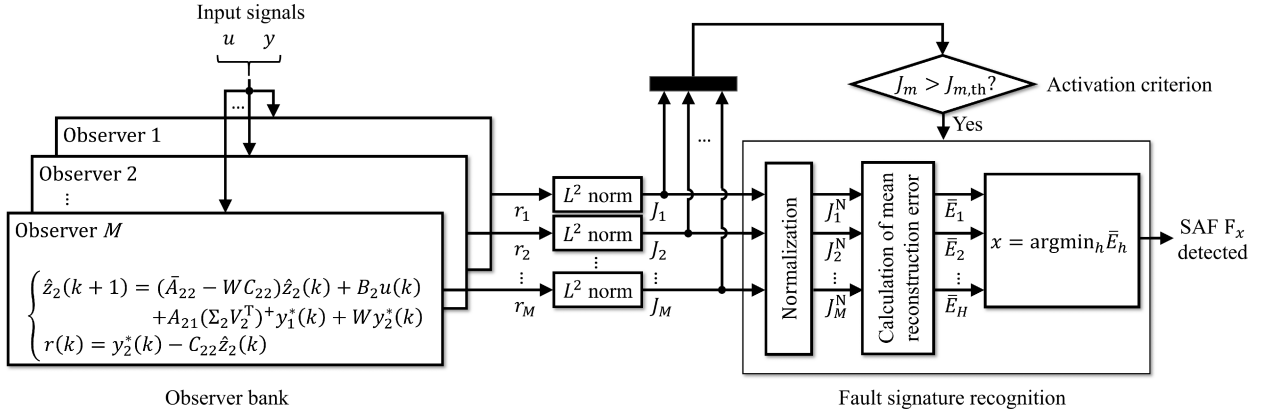 Input signals
u y
...
Observer 1
Observer 2
⋮
Observer M
ẑ₂(k + 1) = (Ā₂₂ − WC₂₂)ẑ₂(k) + B₂u(k)
+A₂₁(Σ₂V₂ᵀ)⁺y₁*(k) + Wy₂*(k)
r(k) = y₂*(k) − C₂₂ẑ₂(k)
Observer bank
r₁
r₂
⋮
r_M
L² norm
L² norm
⋮
L² norm
J₁
J₂
⋮
J_M
...
J_m > J_{m,th}?
Activation criterion
Yes
Normalization
J₁ᴺ
J₂ᴺ
⋮
J_Mᴺ
Calculation of mean
reconstruction error
Ē₁
Ē₂
⋮
Ē_H
x = argmin_h Ē_h
SAF F_x
detected
Fault signature recognition